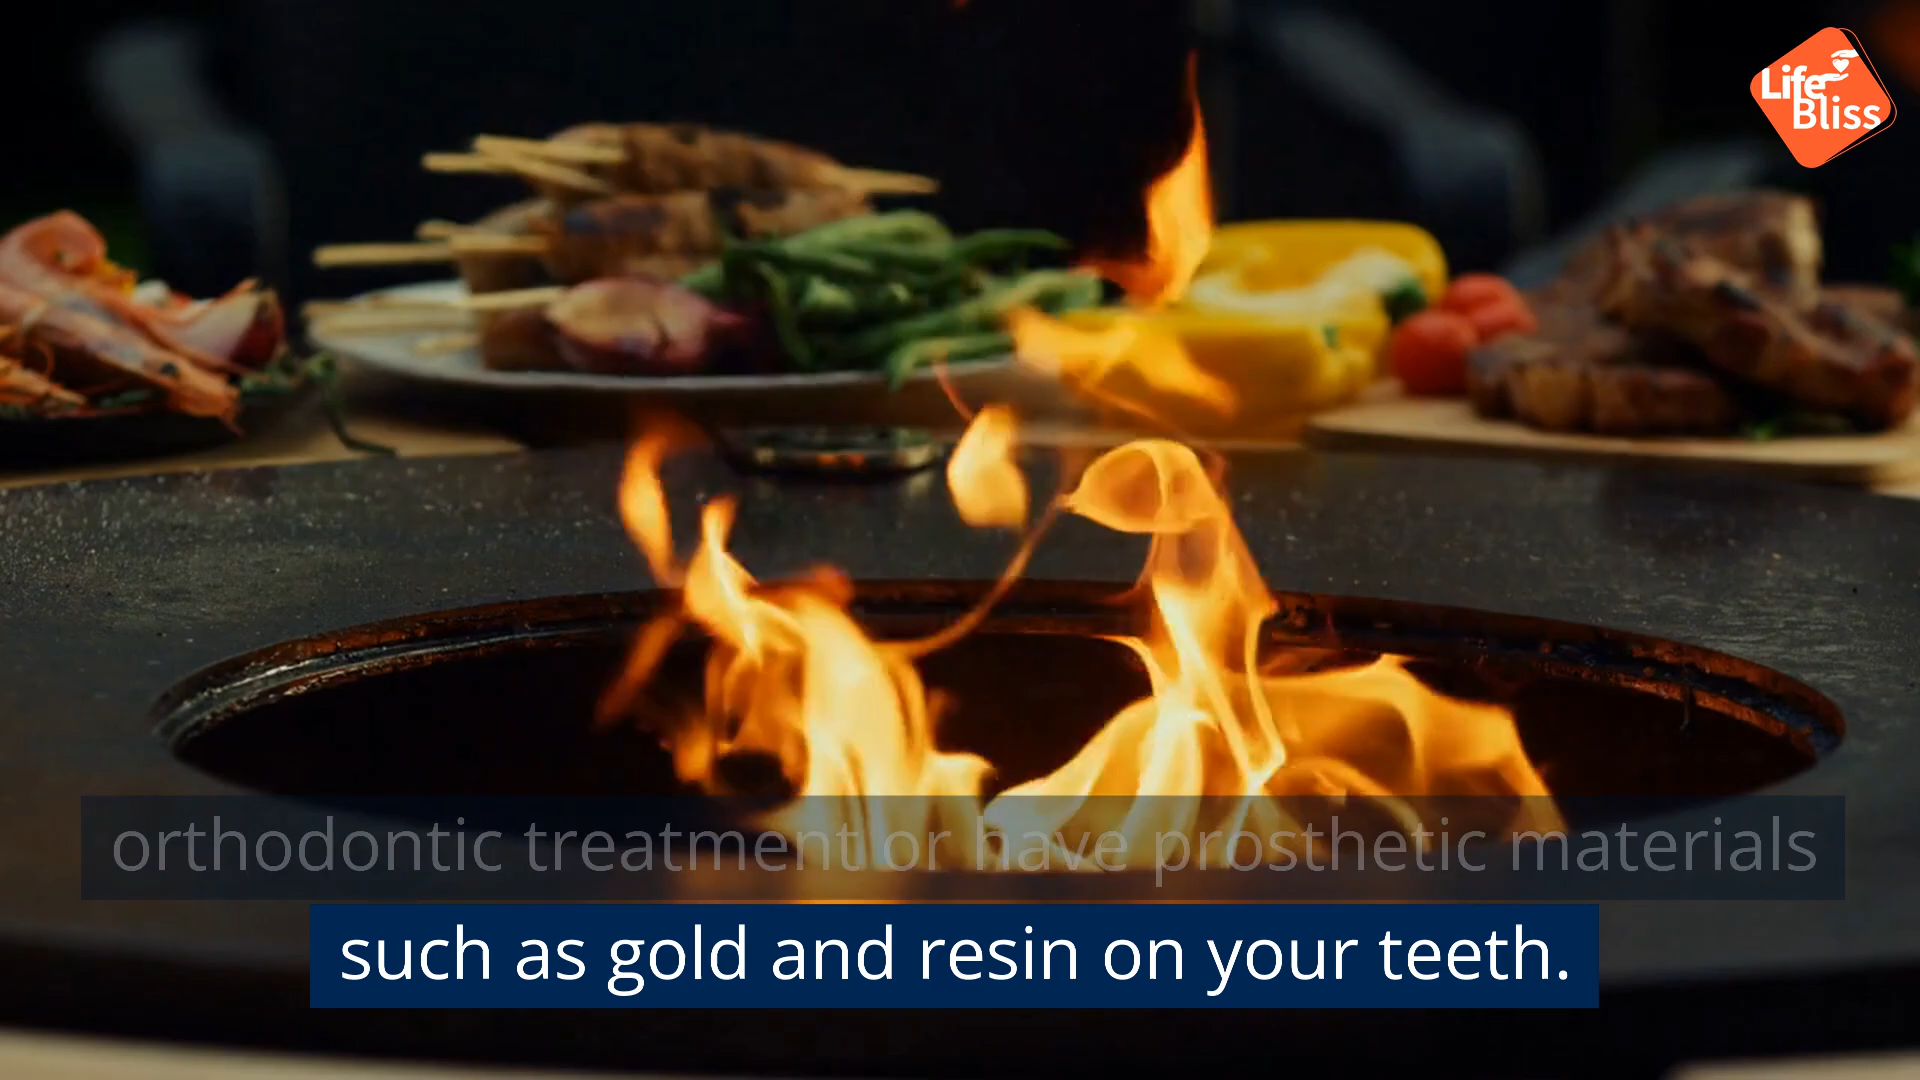 Life
Bliss
orthodontic treatment or have prosthetic materials
such as gold and resin on your teeth.